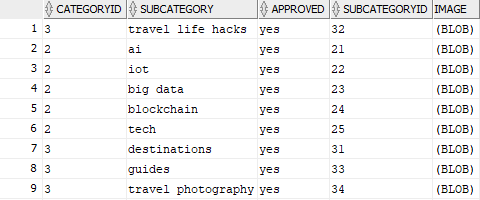 CATEGORYID SUBCATEGORY APPROVED SUBCATEGORYID IMAGE
1 3 travel life hacks yes 32 (BLOB)
2 2 ai yes 21 (BLOB)
3 2 iot yes 22 (BLOB)
4 2 big data yes 23 (BLOB)
5 2 blockchain yes 24 (BLOB)
6 2 tech yes 25 (BLOB)
7 3 destinations yes 31 (BLOB)
8 3 guides yes 33 (BLOB)
9 3 travel photography yes 34 (BLOB)